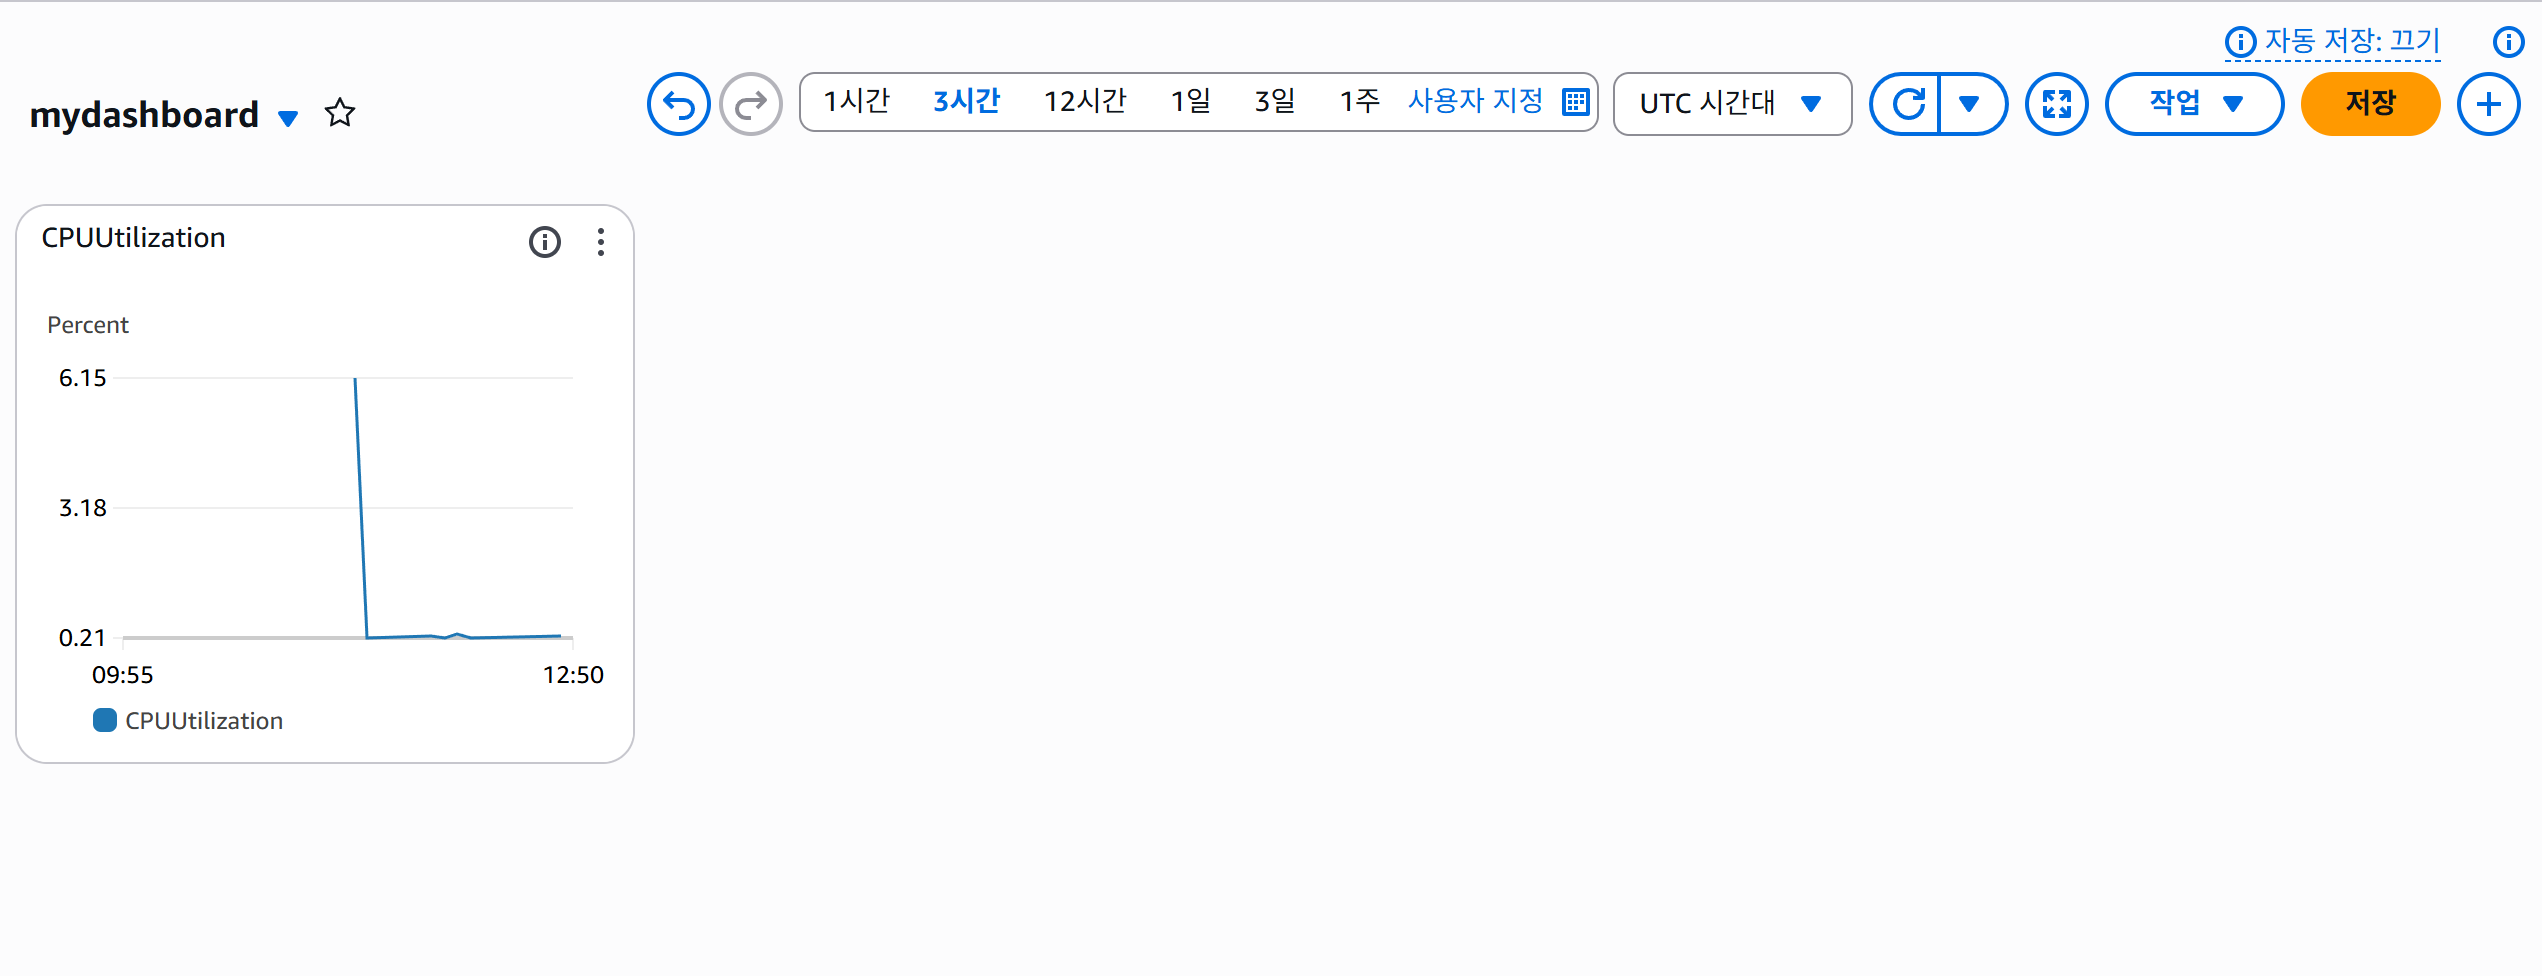 자동 저장: 끄기
mydashboard
1시간 3시간 12시간 1일 3일 1주 사용자 지정 UTC 시간대 작업 저장
CPUUtilization
Percent
6.15
3.18
0.21
09:55 12:50
CPUUtilization